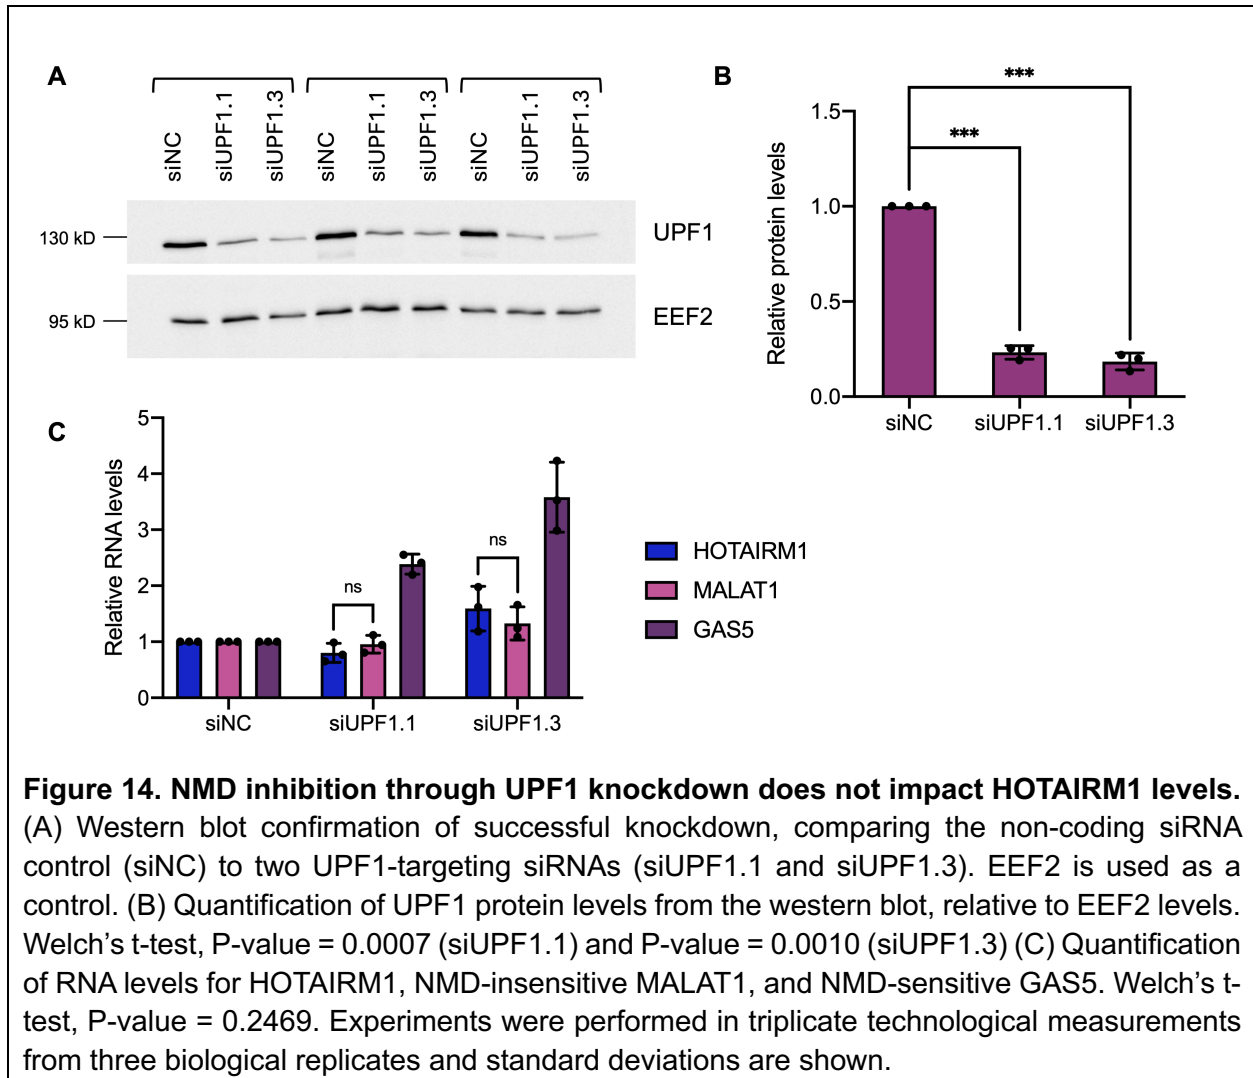 A
siNC
siUPF1.1
siUPF1.3
siNC
siUPF1.1
siUPF1.3
siNC
siUPF1.1
siUPF1.3
130 kD
UPF1
95 kD
EEF2
B
***
***
Relative protein levels
1.5
1.0
0.5
0.0
siNC
siUPF1.1
siUPF1.3
C
Relative RNA levels
5
4
3
2
1
0
ns
ns
siNC
siUPF1.1
siUPF1.3
HOTAIRM1
MALAT1
GAS5
Figure 14. NMD inhibition through UPF1 knockdown does not impact HOTAIRM1 levels.
(A) Western blot confirmation of successful knockdown, comparing the non-coding siRNA
control (siNC) to two UPF1-targeting siRNAs (siUPF1.1 and siUPF1.3). EEF2 is used as a
control. (B) Quantification of UPF1 protein levels from the western blot, relative to EEF2 levels.
Welch’s t-test, P-value = 0.0007 (siUPF1.1) and P-value = 0.0010 (siUPF1.3) (C) Quantification
of RNA levels for HOTAIRM1, NMD-insensitive MALAT1, and NMD-sensitive GAS5. Welch’s t-
test, P-value = 0.2469. Experiments were performed in triplicate technological measurements
from three biological replicates and standard deviations are shown.